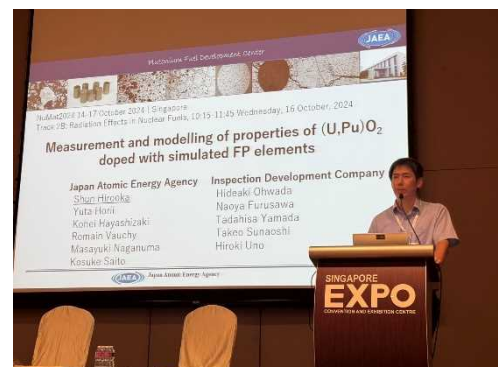 JAEA
Plutonium Fuel Development Center
NuMat2024 14-17 October 2024 | Singapore
Track 2B: Radiation Effects in Nuclear Fuels, 10:15-11:45 Wednesday, 16 October, 2024
Measurement and modelling of properties of (U,Pu)O2
doped with simulated FP elements
Japan Atomic Energy Agency
Shun Hirooka
Yuta Horii
Kohei Hayashizaki
Romain Vauchy
Masayuki Naganuma
Kosuke Saito
Inspection Development Company
Hideaki Ohwada
Naoya Furusawa
Tadahisa Yamada
Takeo Sunaoshi
Hiroki Uno
JAEA Japan Atomic Energy Agency
SINGAPORE
EXPO
CONVENTION AND EXHIBITION CENTRE